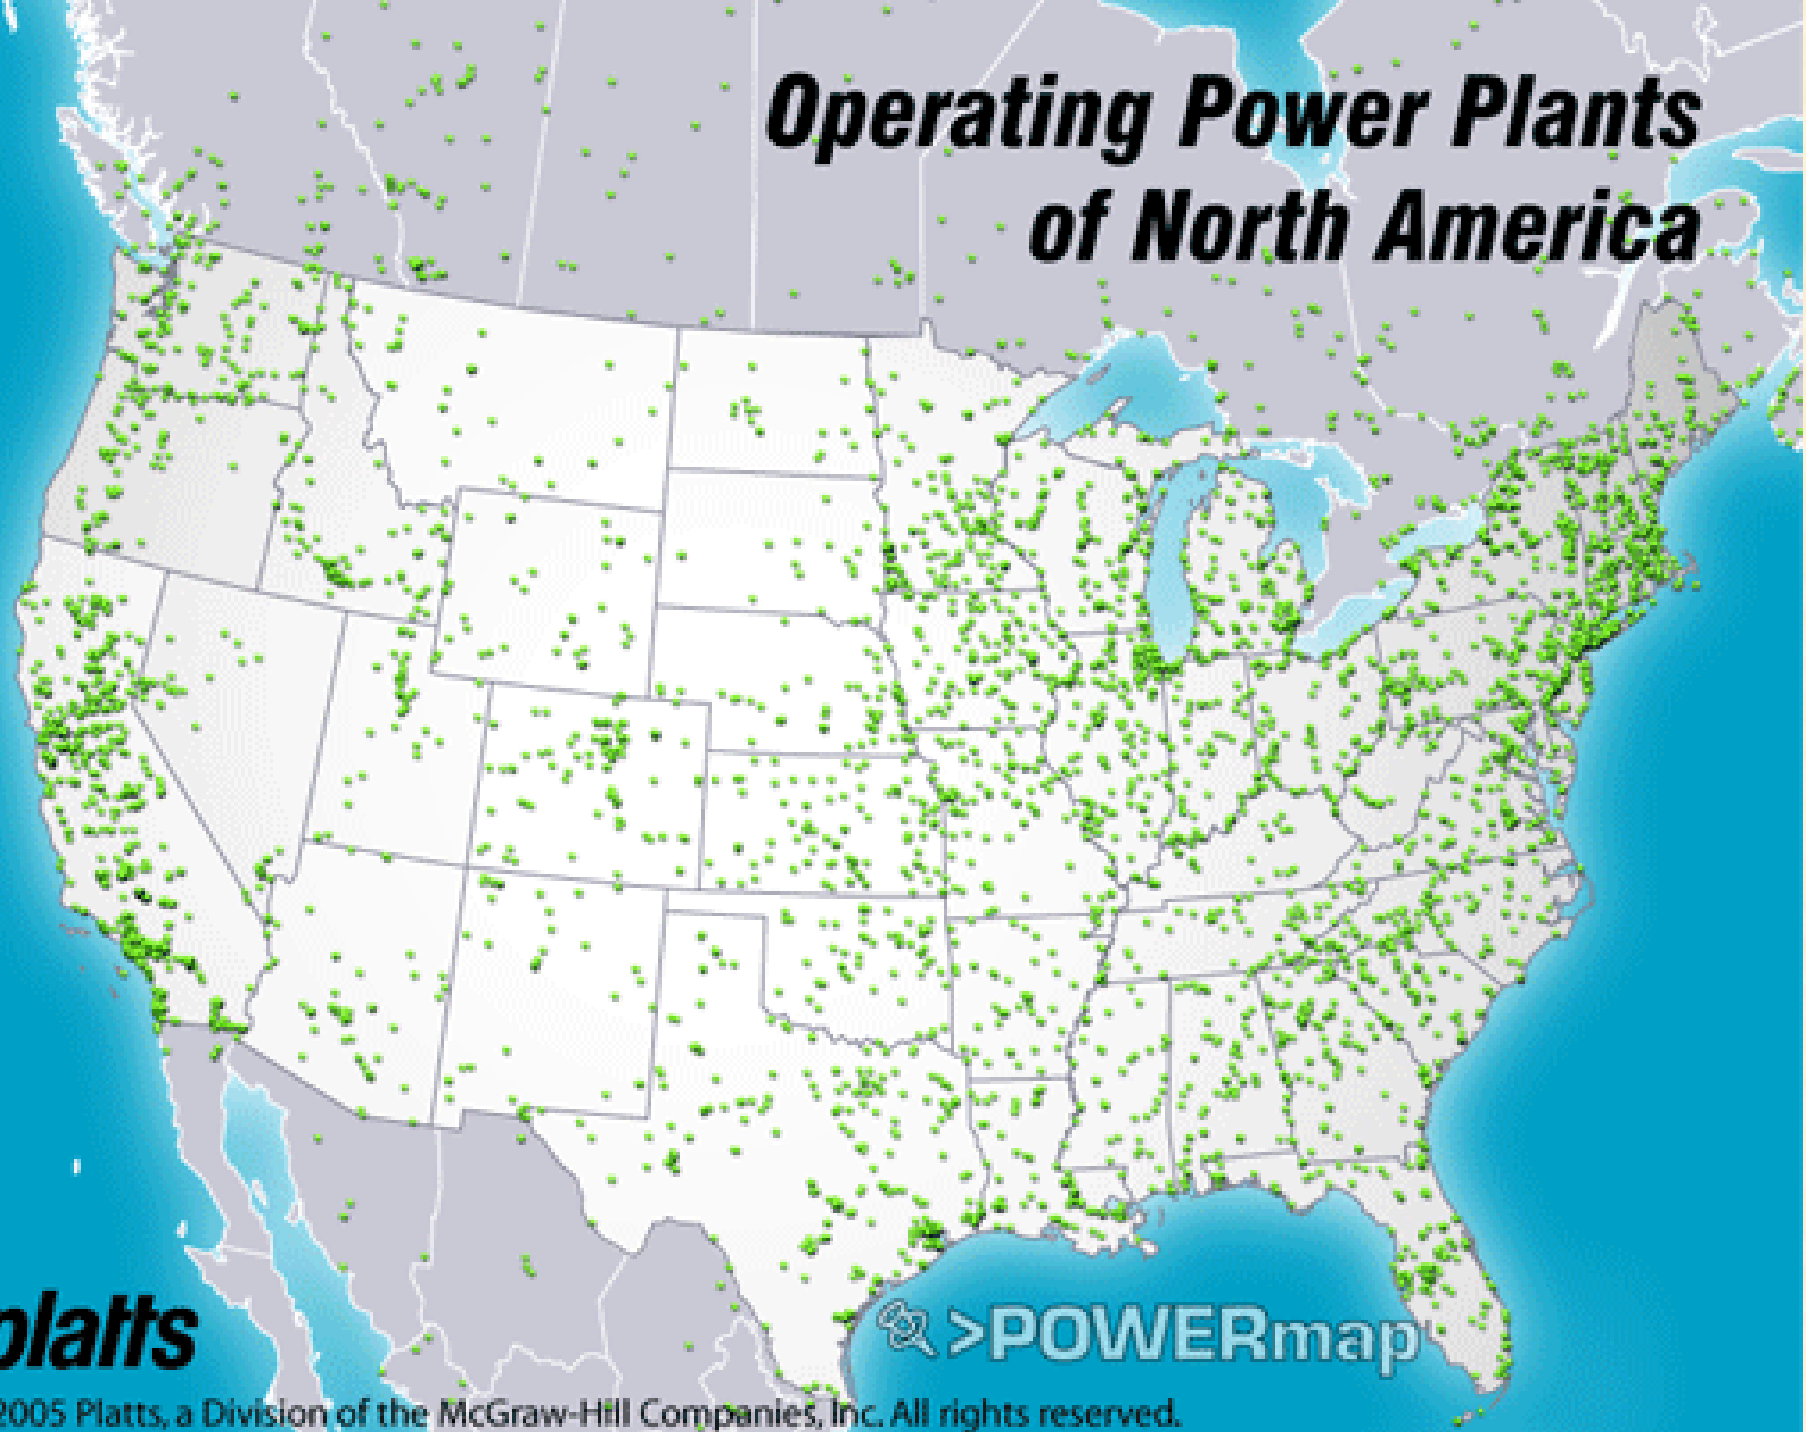 Operating Power Plants
of North America
platts
>POWERmap
2005 Platts, a Division of the McGraw-Hill Companies, Inc. All rights reserved.